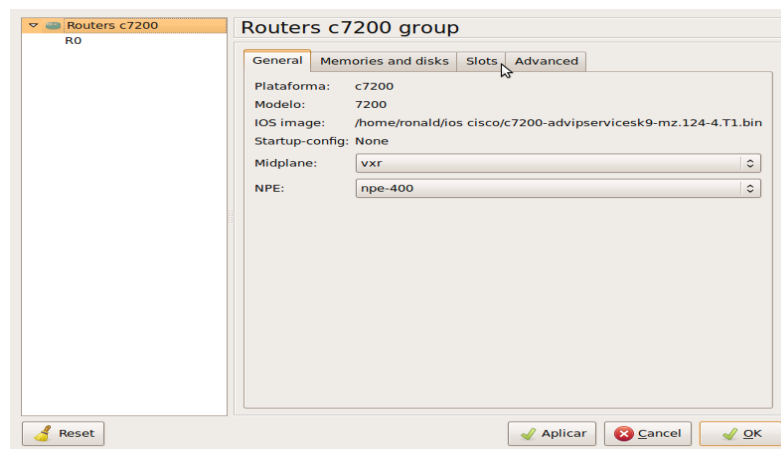 Routers c7200
R0
Routers c7200 group
General Memories and disks Slots Advanced
Plataforma: c7200
Modelo: 7200
IOS image: /home/ronald/ios cisco/c7200-advipservicesk9-mz.124-4.T1.bin
Startup-config: None
Midplane: vxr
NPE: npe-400
Reset Aplicar Cancel OK